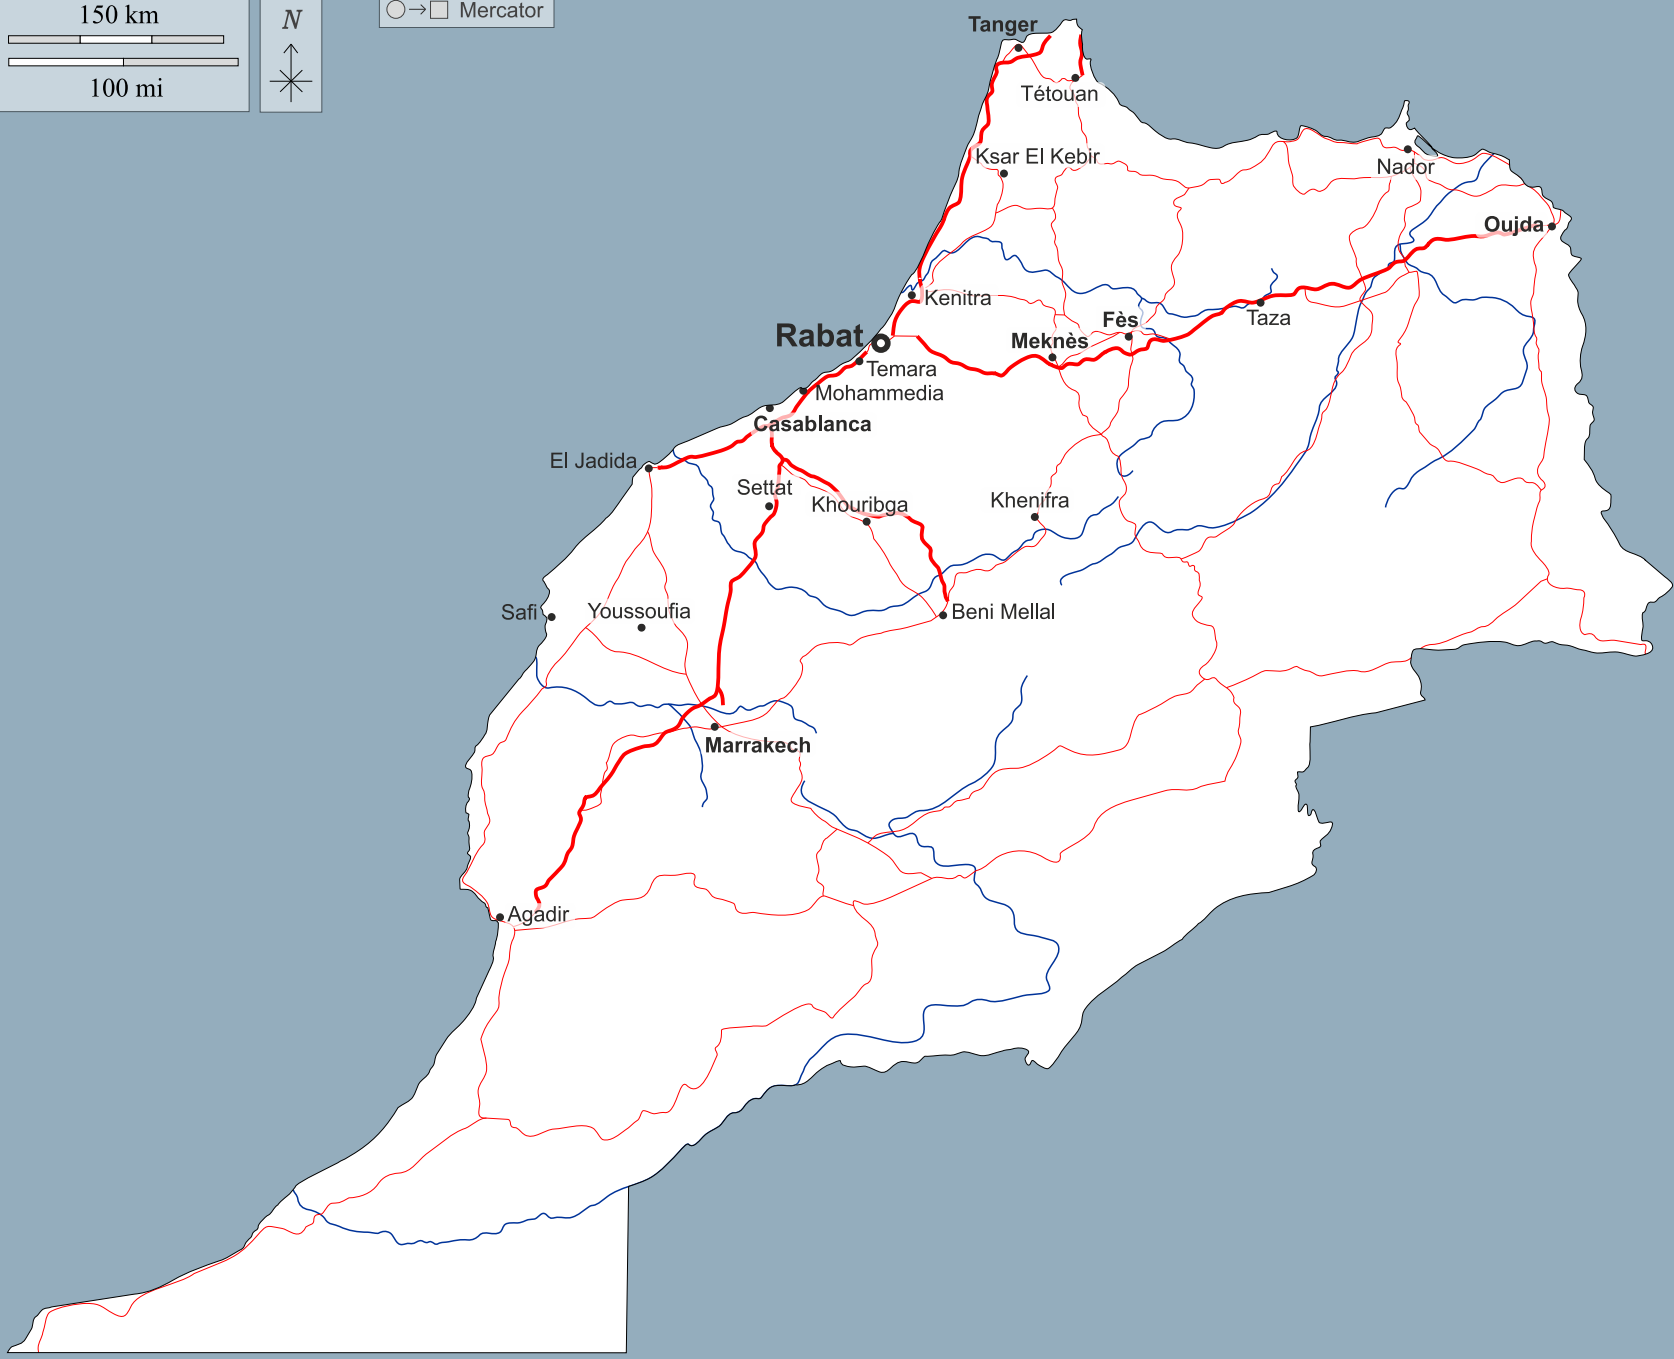 150 km
100 mi
N
Mercator
Tanger
Tétouan
Ksar El Kebir
Nador
Oujda
Kenitra
Taza
Fès
Rabat
Meknès
Temara
Mohammedia
Casablanca
El Jadida
Settat
Khouribga
Khenifra
Safi
Youssoufia
Beni Mellal
Marrakech
Agadir